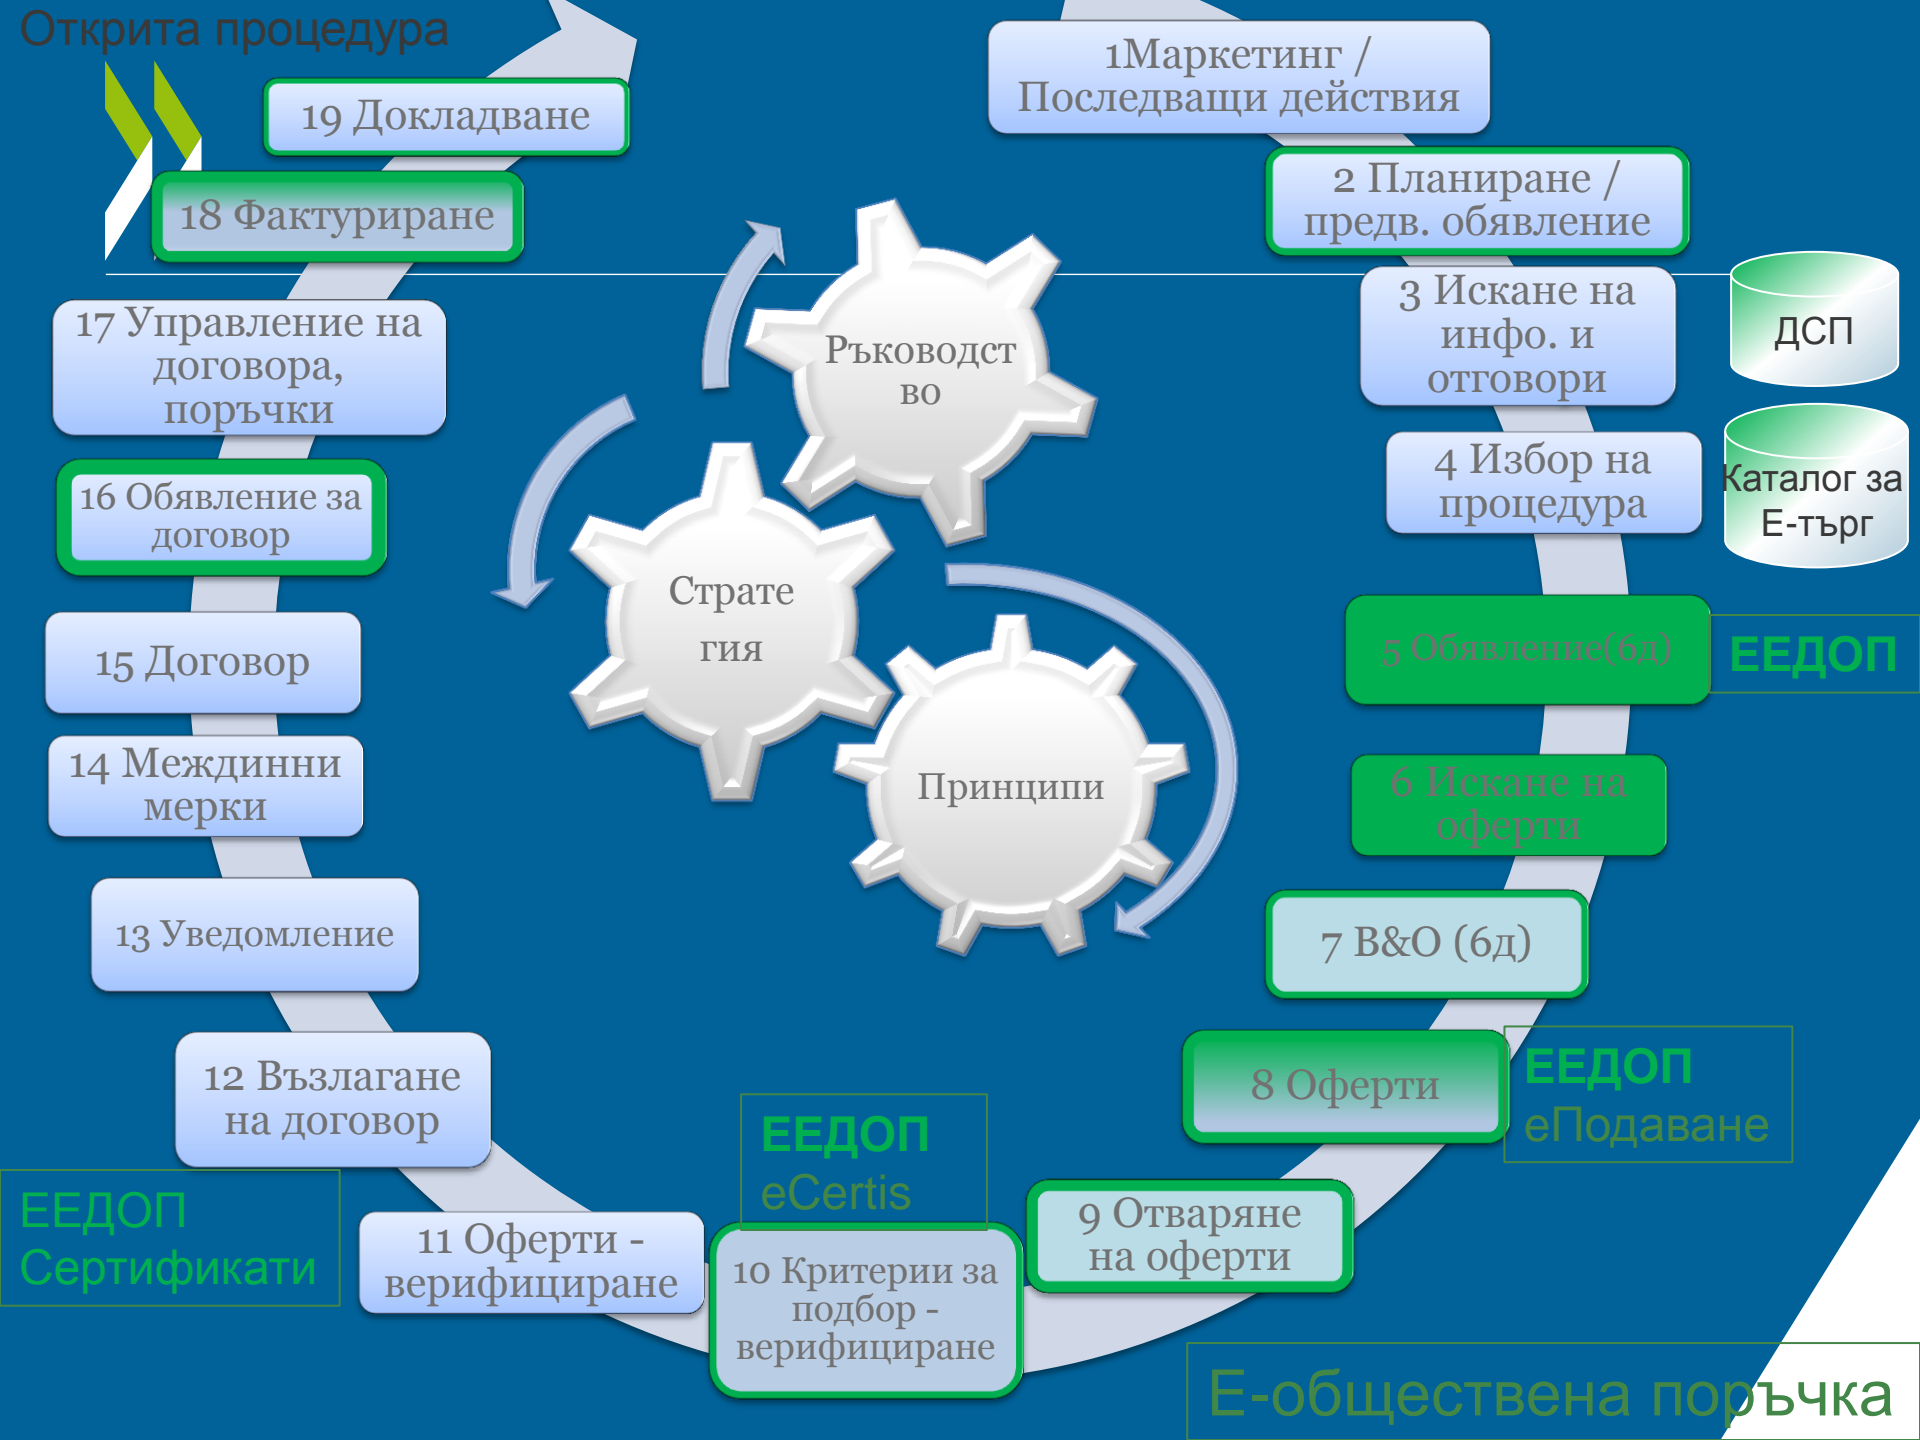 Открита процедура
1Маркетинг /
Последващи действия
2 Планиране /
предв. обявление
3 Искане на
инфо. и
отговори
4 Избор на
процедура
ДСП
Каталог за
Е-търг
5 Обявление(6д)
ЕЕДОП
6 Искане на
оферти
7 В&О (6д)
8 Оферти
ЕЕДОП
еПодаване
9 Отваряне
на оферти
10 Критерии за
подбор -
верифициране
ЕЕДОП
eCertis
11 Оферти -
верифициране
ЕЕДОП
Сертификати
12 Възлагане
на договор
13 Уведомление
14 Междинни
мерки
15 Договор
16 Обявление за
договор
17 Управление на
договора,
поръчки
18 Фактуриране
19 Докладване
Ръководст
во
Страте
гия
Принципи
Е-обществена поръчка